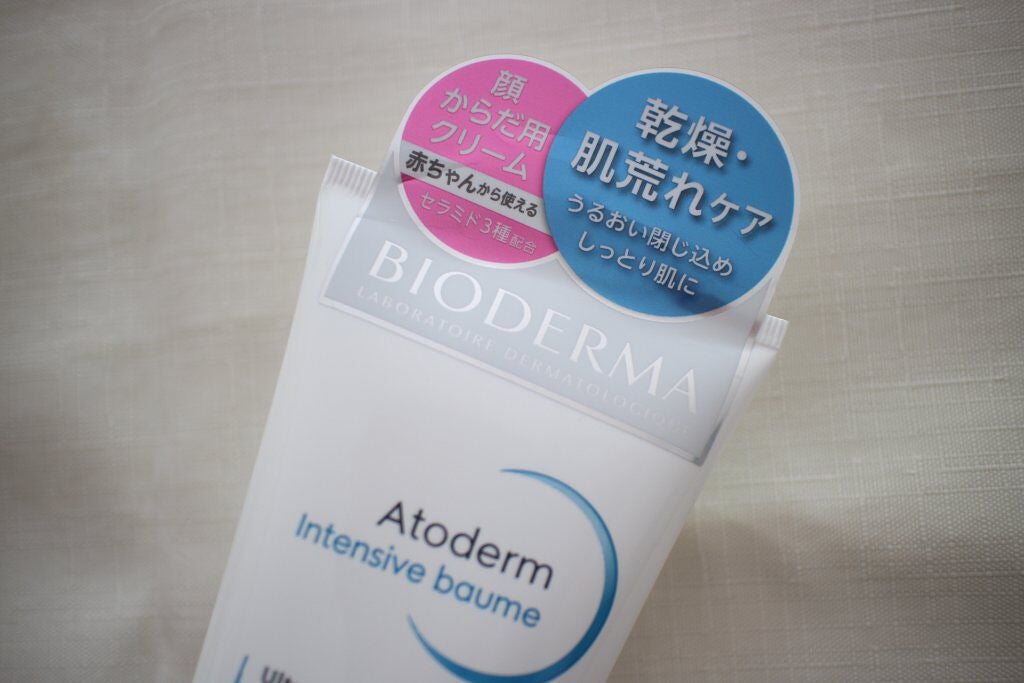 顔
からだ用
クリーム
赤ちゃんから使える
セラミド3種配合
乾燥・
肌荒れケア
うるおい閉じ込め
しっとり肌に
BIODERMA
LABORATOIRE DERMATOLOGIQUE
Atoderm
Intensive baume